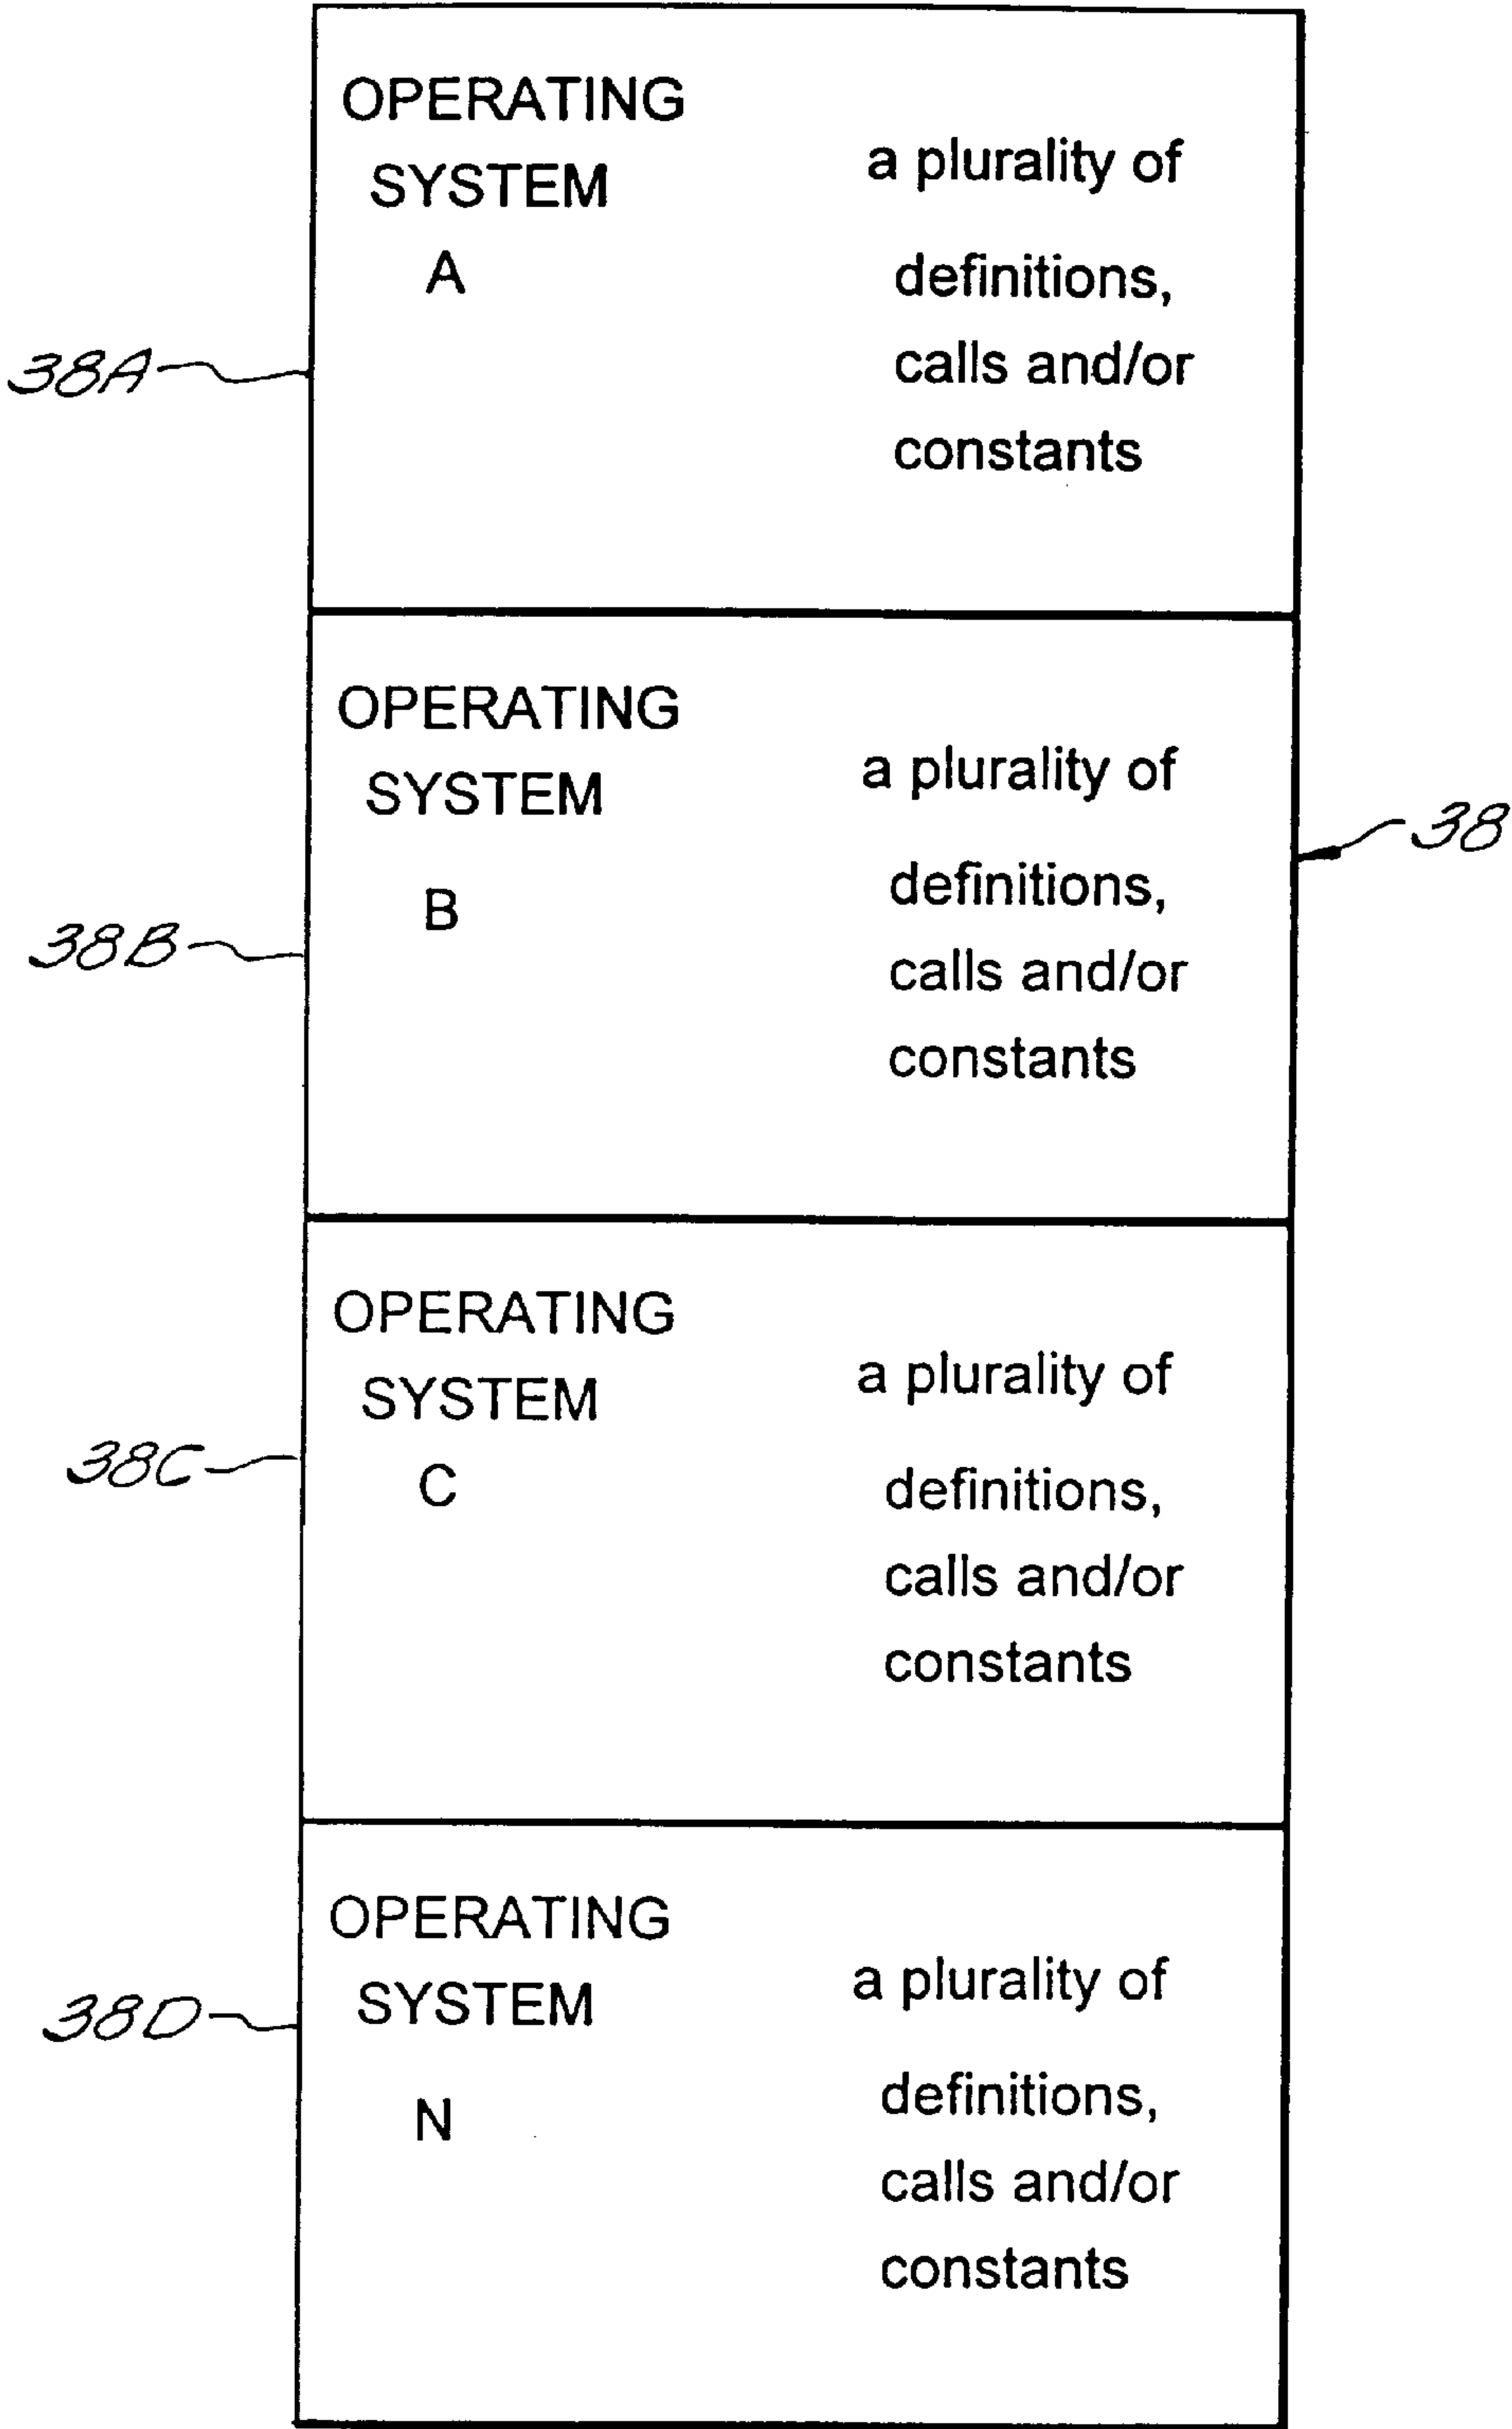 OPERATING
SYSTEM
A
a plurality of
definitions,
calls and/or
constants
38A
OPERATING
SYSTEM
B
a plurality of
definitions,
calls and/or
constants
38B
38
OPERATING
SYSTEM
C
a plurality of
definitions,
calls and/or
constants
38C
OPERATING
SYSTEM
N
a plurality of
definitions,
calls and/or
constants
38D